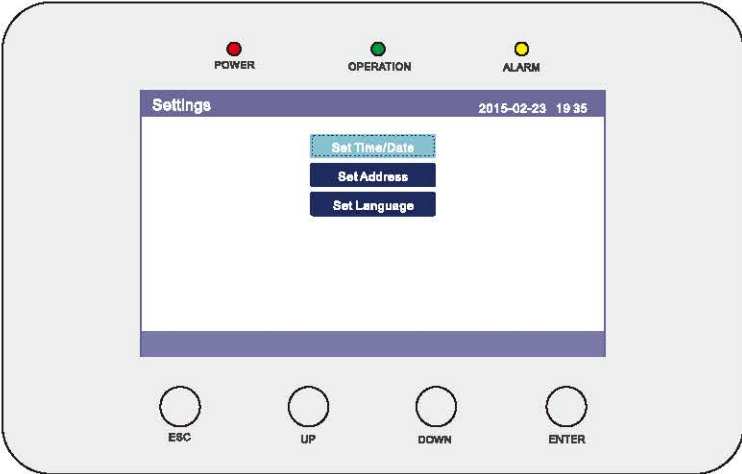 POWER OPERATION ALARM
Settings 2015-02-23 19 35
Set Time/Date
Set Address
Set Language
ESC UP DOWN ENTER